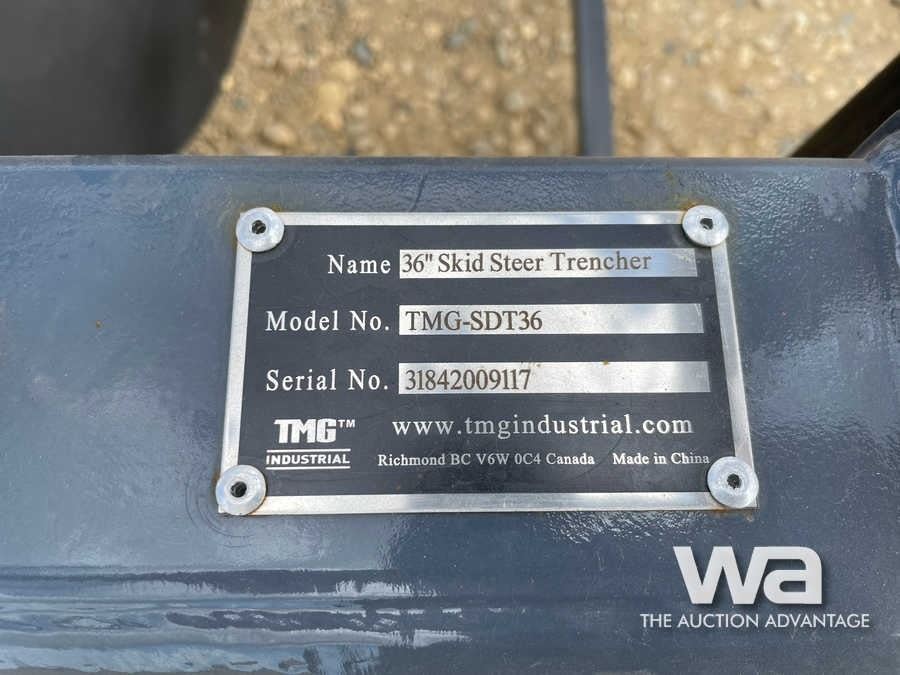 Name 36" Skid Steer Trencher
Model No. TMG-SDT36
Serial No. 31842009117
TMG™ www.tmgindustrial.com
INDUSTRIAL Richmond BC V6W 0C4 Canada Made in China
wa
THE AUCTION ADVANTAGE